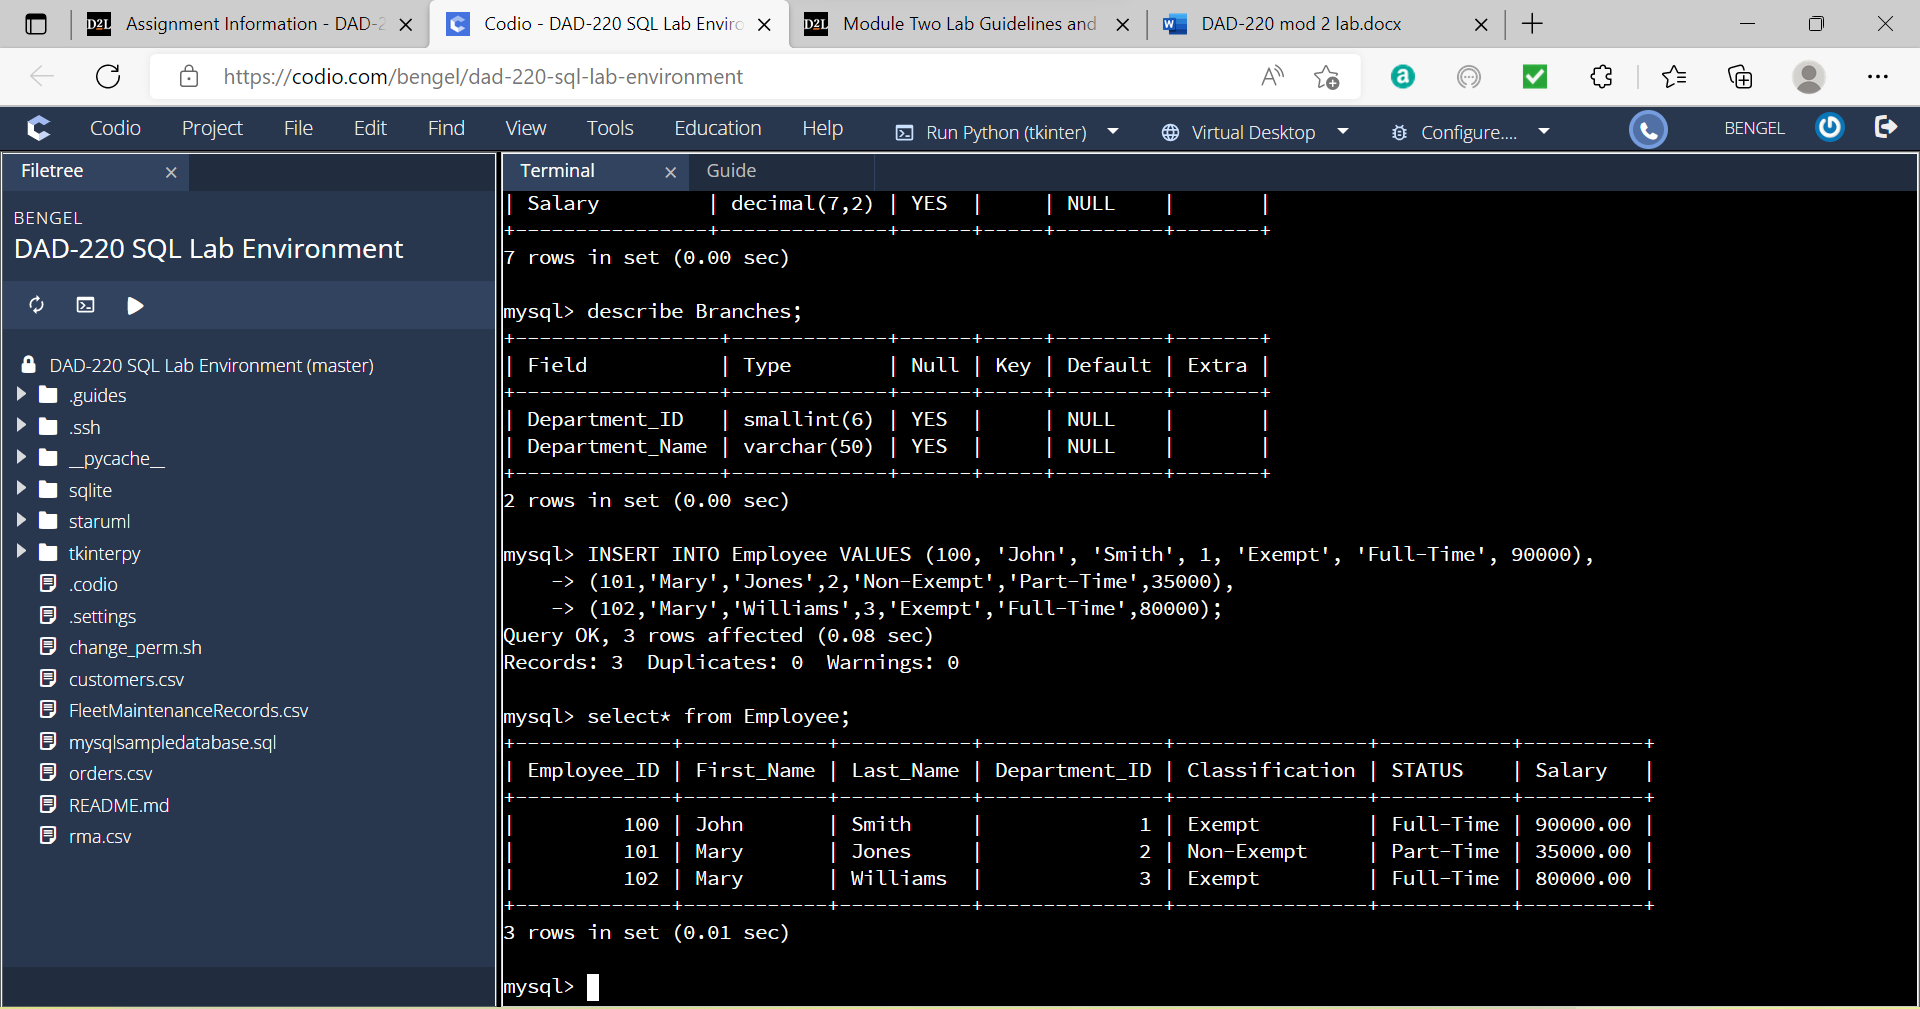 Assignment Information - DAD-2
Codio - DAD-220 SQL Lab Enviro
Module Two Lab Guidelines and
DAD-220 mod 2 lab.docx
https://codio.com/bengel/dad-220-sql-lab-environment
Codio Project File Edit Find View Tools Education Help Run Python (tkinter) Virtual Desktop Configure.... BENGEL
Filetree
BENGEL
DAD-220 SQL Lab Environment
DAD-220 SQL Lab Environment (master)
.guides
.ssh
__pycache__
sqlite
staruml
tkinterpy
.codio
.settings
change_perm.sh
customers.csv
FleetMaintenanceRecords.csv
mysqlsampledatabase.sql
orders.csv
README.md
rma.csv
Terminal Guide
| Salary          | decimal(7,2) | YES  |     | NULL    |       |
+-----------------+--------------+------+-----+---------+-------+
7 rows in set (0.00 sec)
mysql> describe Branches;
+-----------------+-------------+------+-----+---------+-------+
| Field           | Type        | Null | Key | Default | Extra |
+-----------------+-------------+------+-----+---------+-------+
| Department_ID   | smallint(6) | YES  |     | NULL    |       |
| Department_Name | varchar(50) | YES  |     | NULL    |       |
+-----------------+-------------+------+-----+---------+-------+
2 rows in set (0.00 sec)
mysql> INSERT INTO Employee VALUES (100, 'John', 'Smith', 1, 'Exempt', 'Full-Time', 90000),
    -> (101,'Mary','Jones',2,'Non-Exempt','Part-Time',35000),
    -> (102,'Mary','Williams',3,'Exempt','Full-Time',80000);
Query OK, 3 rows affected (0.08 sec)
Records: 3  Duplicates: 0  Warnings: 0
mysql> select* from Employee;
+-------------+------------+-----------+---------------+----------------+-----------+----------+
| Employee_ID | First_Name | Last_Name | Department_ID | Classification | STATUS    | Salary   |
+-------------+------------+-----------+---------------+----------------+-----------+----------+
|         100 | John       | Smith     |             1 | Exempt         | Full-Time | 90000.00 |
|         101 | Mary       | Jones     |             2 | Non-Exempt     | Part-Time | 35000.00 |
|         102 | Mary       | Williams  |             3 | Exempt         | Full-Time | 80000.00 |
+-------------+------------+-----------+---------------+----------------+-----------+----------+
3 rows in set (0.01 sec)
mysql>